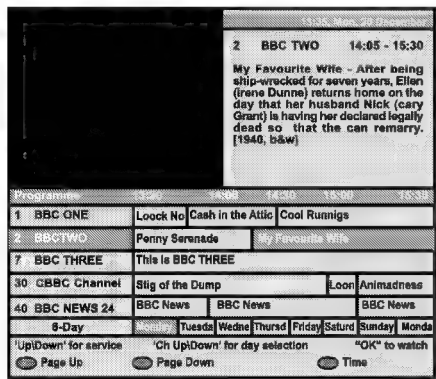 13:35, Mon, 20 December
2 BBC TWO 14:05 - 15:30
My Favourite Wife - After being
ship-wrecked for seven years, Ellen
(Irene Dunne) returns home on the
day that her husband Nick (cary
Grant) is having her declared legally
dead so that the can remarry.
[1940, b&w]
Programme 13:30 14:00 14:30 15:00 15:30
1 BBC ONE Loock No Cash in the Attic Cool Runnigs
2 BBCTWO Penny Serenade My Favourite Wife
7 BBC THREE This is BBC THREE
30 CBBC Channel Stig of the Dump Loon Animadness
40 BBC NEWS 24 BBC News BBC News BBC News
8-Day Monday Tuesda Wedne Thursd Friday Saturd Sunday Monda
'Up\Down' for service 'Ch Up\Down' for day selection "OK" to watch
Page Up Page Down Time